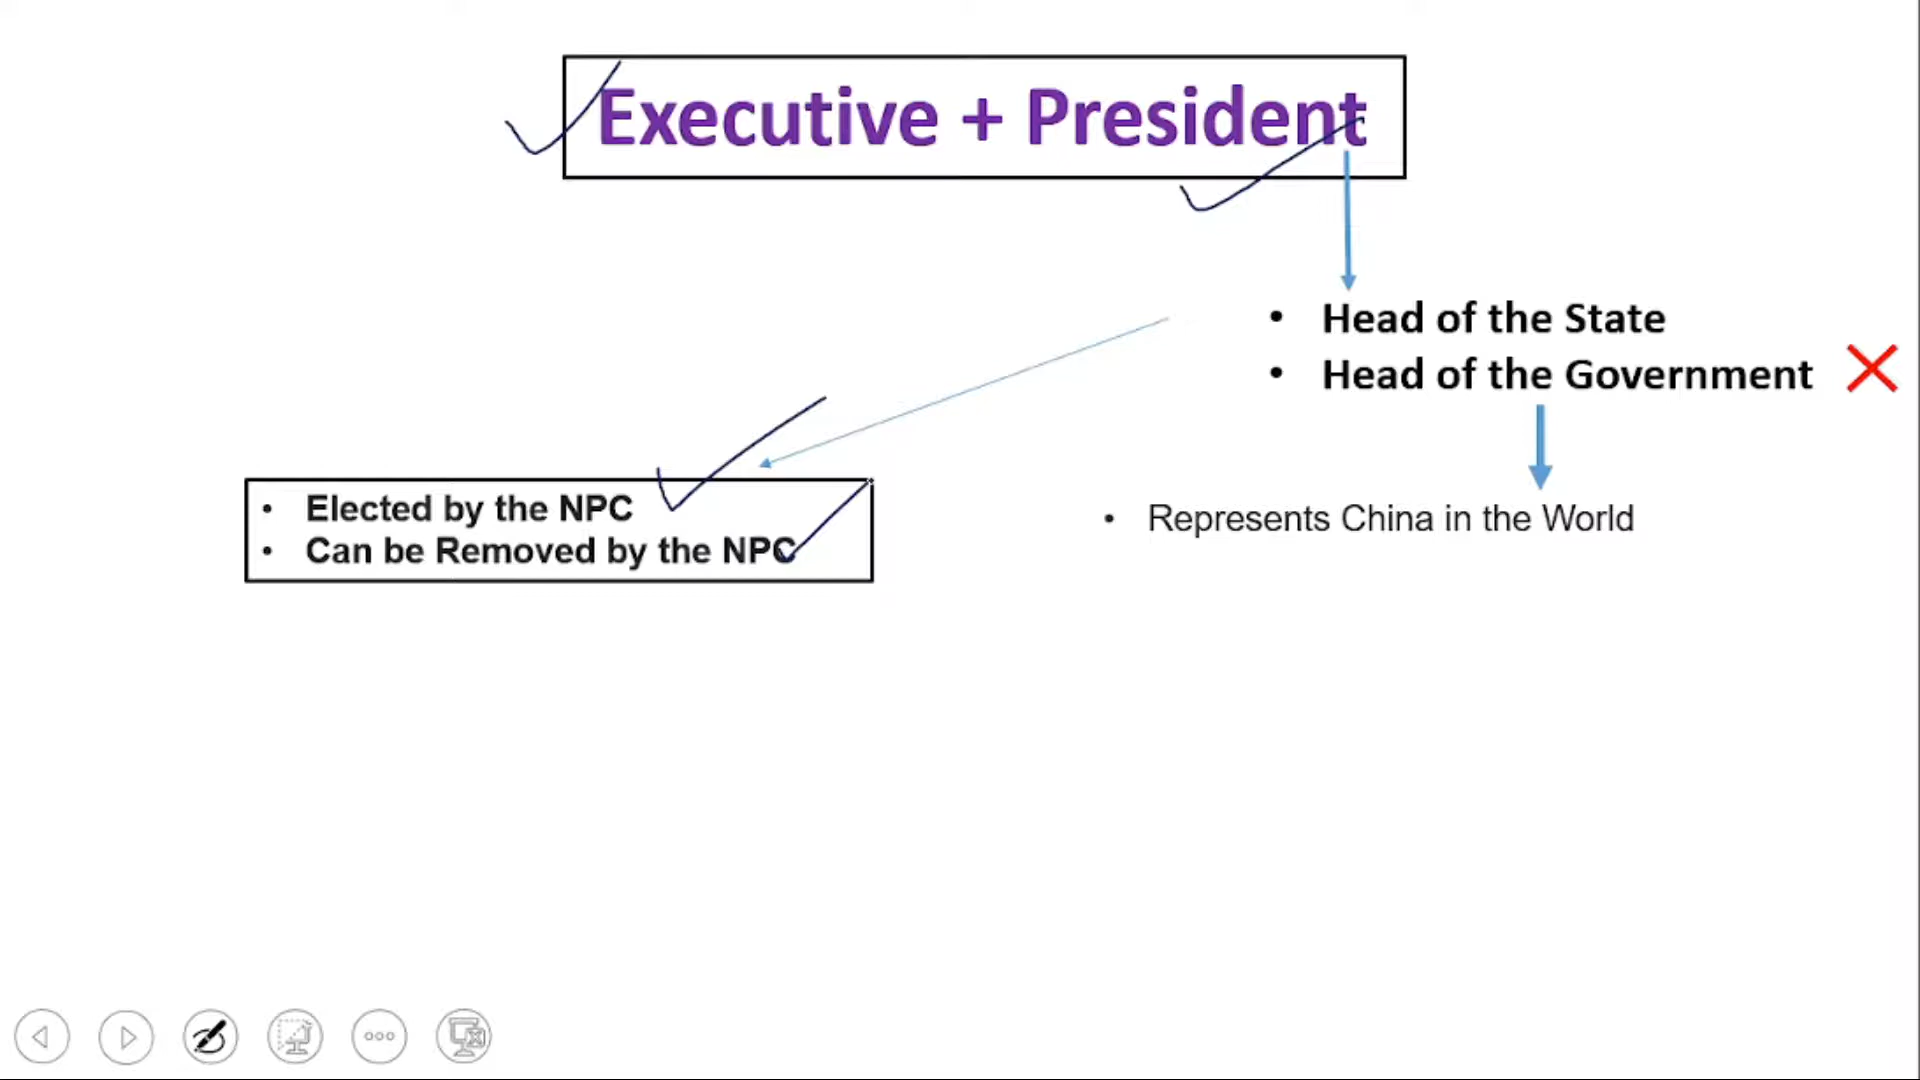 Executive + President
• Head of the State
• Head of the Government
• Elected by the NPC
• Can be Removed by the NPC
• Represents China in the World